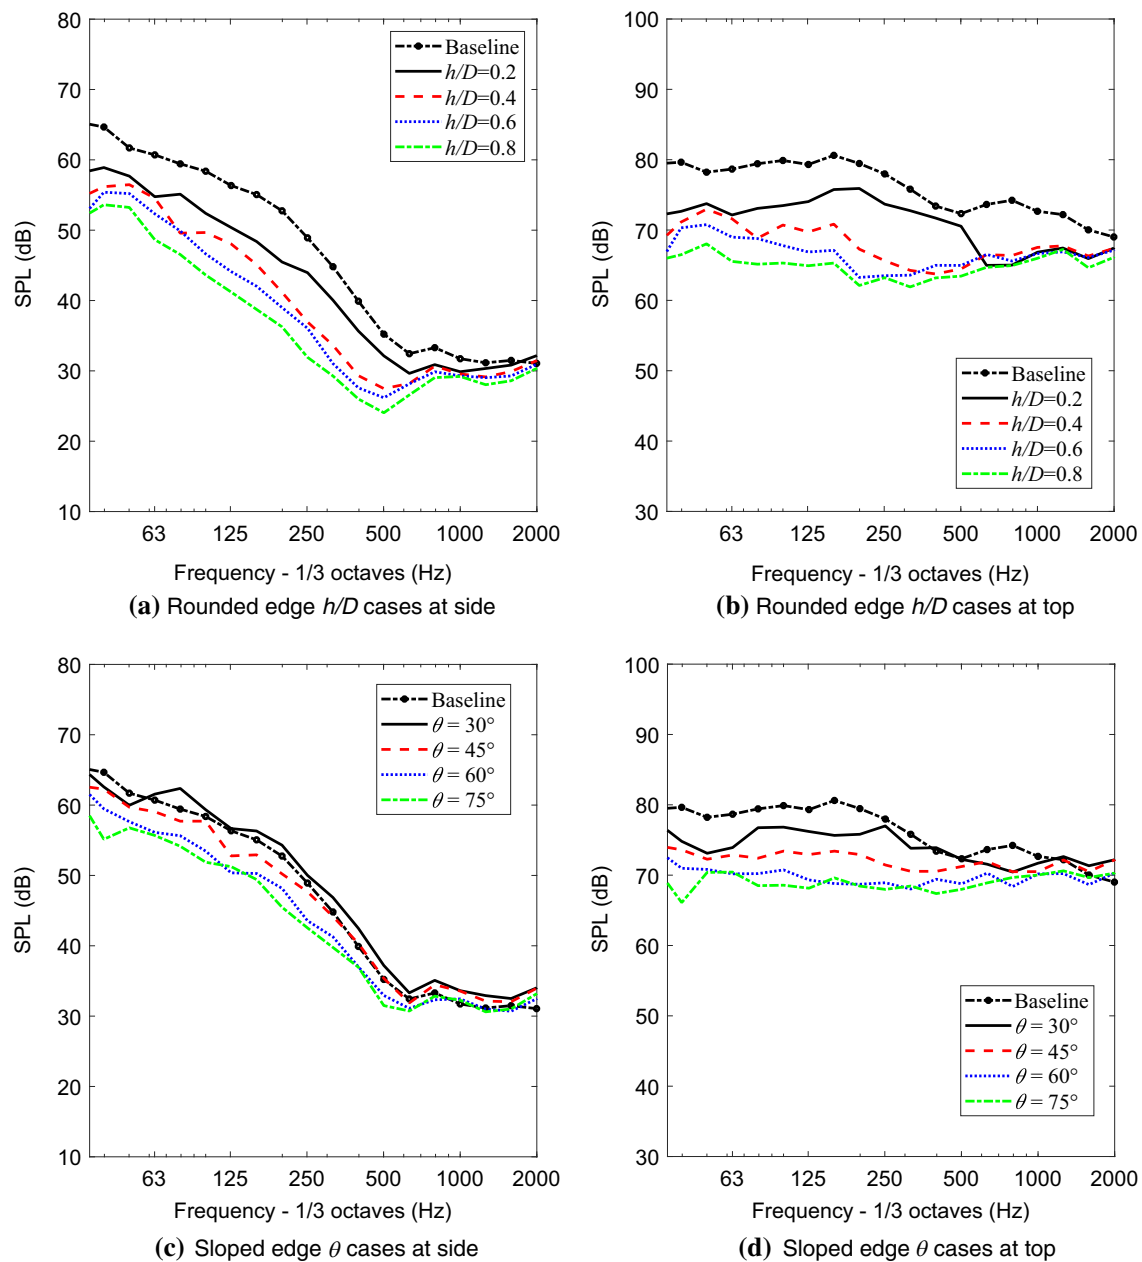 80
70
60
50
40
30
20
10
SPL (dB)
Baseline
h/D=0.2
h/D=0.4
h/D=0.6
h/D=0.8
63 125 250 500 1000 2000
Frequency - 1/3 octaves (Hz)
(a) Rounded edge h/D cases at side
100
90
80
70
60
50
40
30
SPL (dB)
Baseline
h/D=0.2
h/D=0.4
h/D=0.6
h/D=0.8
63 125 250 500 1000 2000
Frequency - 1/3 octaves (Hz)
(b) Rounded edge h/D cases at top
80
70
60
50
40
30
20
10
SPL (dB)
Baseline
θ = 30°
θ = 45°
θ = 60°
θ = 75°
63 125 250 500 1000 2000
Frequency - 1/3 octaves (Hz)
(c) Sloped edge θ cases at side
100
90
80
70
60
50
40
30
SPL (dB)
Baseline
θ = 30°
θ = 45°
θ = 60°
θ = 75°
63 125 250 500 1000 2000
Frequency - 1/3 octaves (Hz)
(d) Sloped edge θ cases at top